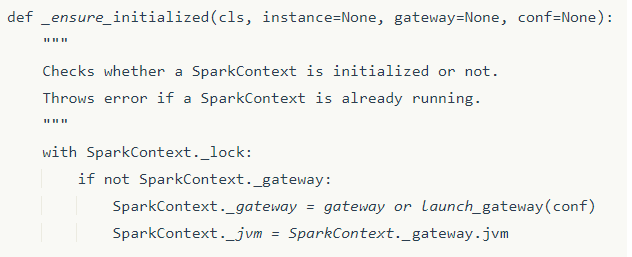 def _ensure_initialized(cls, instance=None, gateway=None, conf=None):
    """
    Checks whether a SparkContext is initialized or not.
    Throws error if a SparkContext is already running.
    """
    with SparkContext._lock:
        if not SparkContext._gateway:
            SparkContext._gateway = gateway or launch_gateway(conf)
            SparkContext._jvm = SparkContext._gateway.jvm